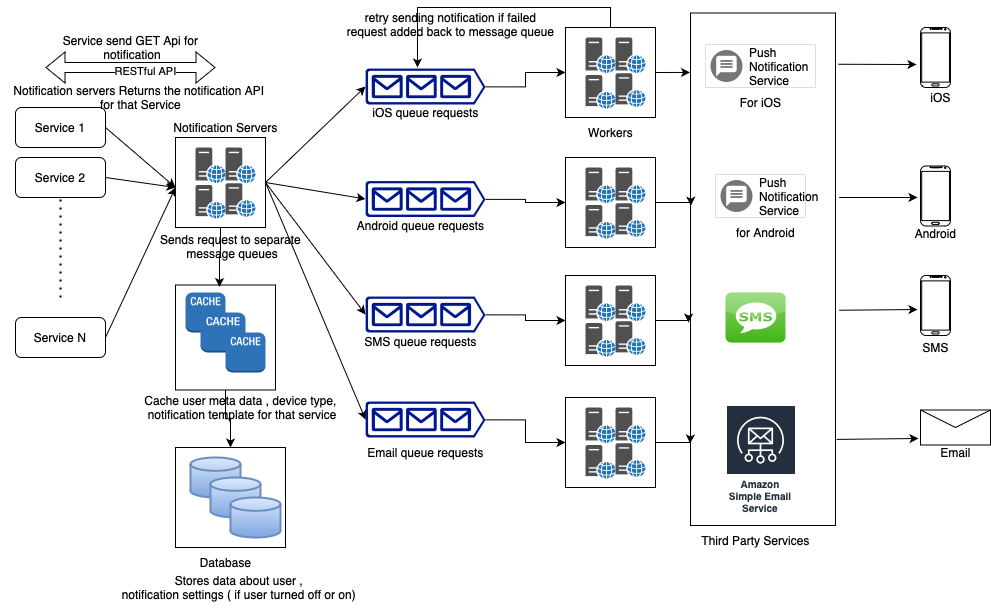 retry sending notification if failed
request added back to message queue
Service send GET Api for
notification
RESTful API
Notification servers Returns the notification API
for that Service
Service 1
Service 2
Service N
Notification Servers
Sends request to separate
message queues
CACHE
CACHE
CACHE
Cache user meta data , device type,
notification template for that service
Database
Stores data about user ,
notification settings ( if user turned off or on)
iOS queue requests
Android queue requests
SMS queue requests
Email queue requests
Workers
Push
Notification
Service
For iOS
Push
Notification
Service
for Android
SMS
Amazon
Simple Email
Service
Third Party Services
iOS
Android
SMS
Email